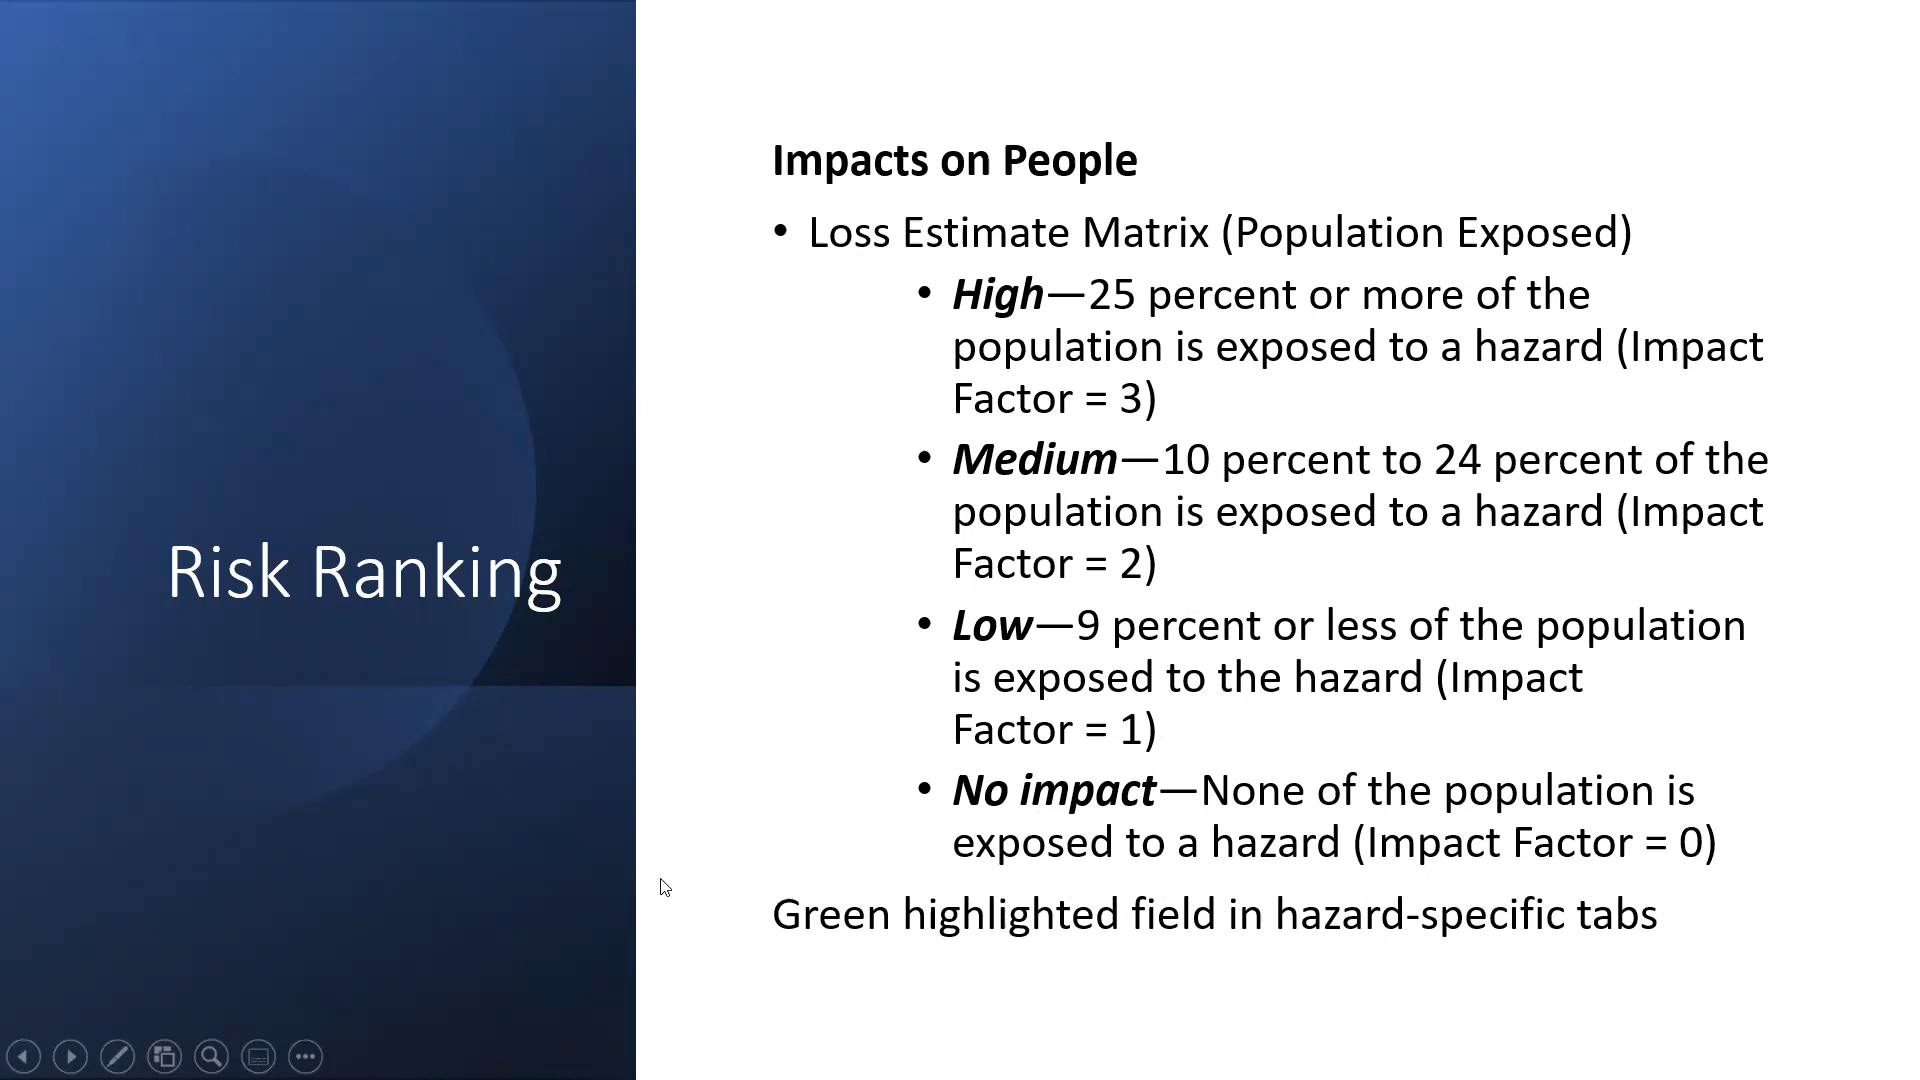 Risk Ranking
Impacts on People
• Loss Estimate Matrix (Population Exposed)
• High—25 percent or more of the
population is exposed to a hazard (Impact
Factor = 3)
• Medium—10 percent to 24 percent of the
population is exposed to a hazard (Impact
Factor = 2)
• Low—9 percent or less of the population
is exposed to the hazard (Impact
Factor = 1)
• No impact—None of the population is
exposed to a hazard (Impact Factor = 0)
Green highlighted field in hazard-specific tabs